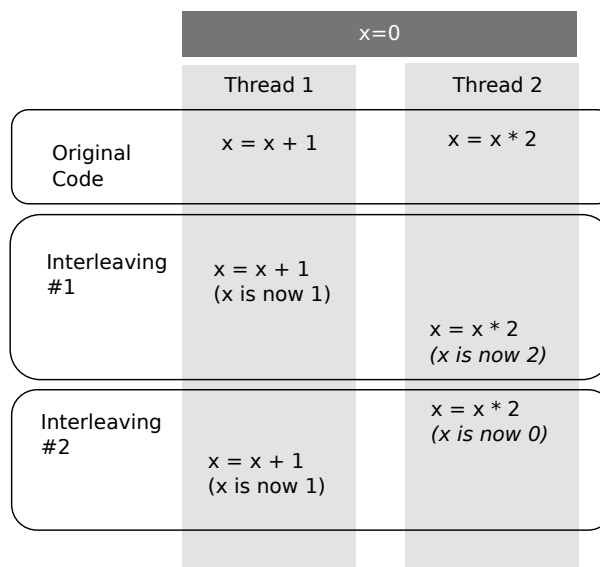 x=0
Thread 1
Thread 2
Original
Code
x = x + 1
x = x * 2
Interleaving
#1
x = x + 1
(x is now 1)
x = x * 2
(x is now 2)
Interleaving
#2
x = x * 2
(x is now 0)
x = x + 1
(x is now 1)